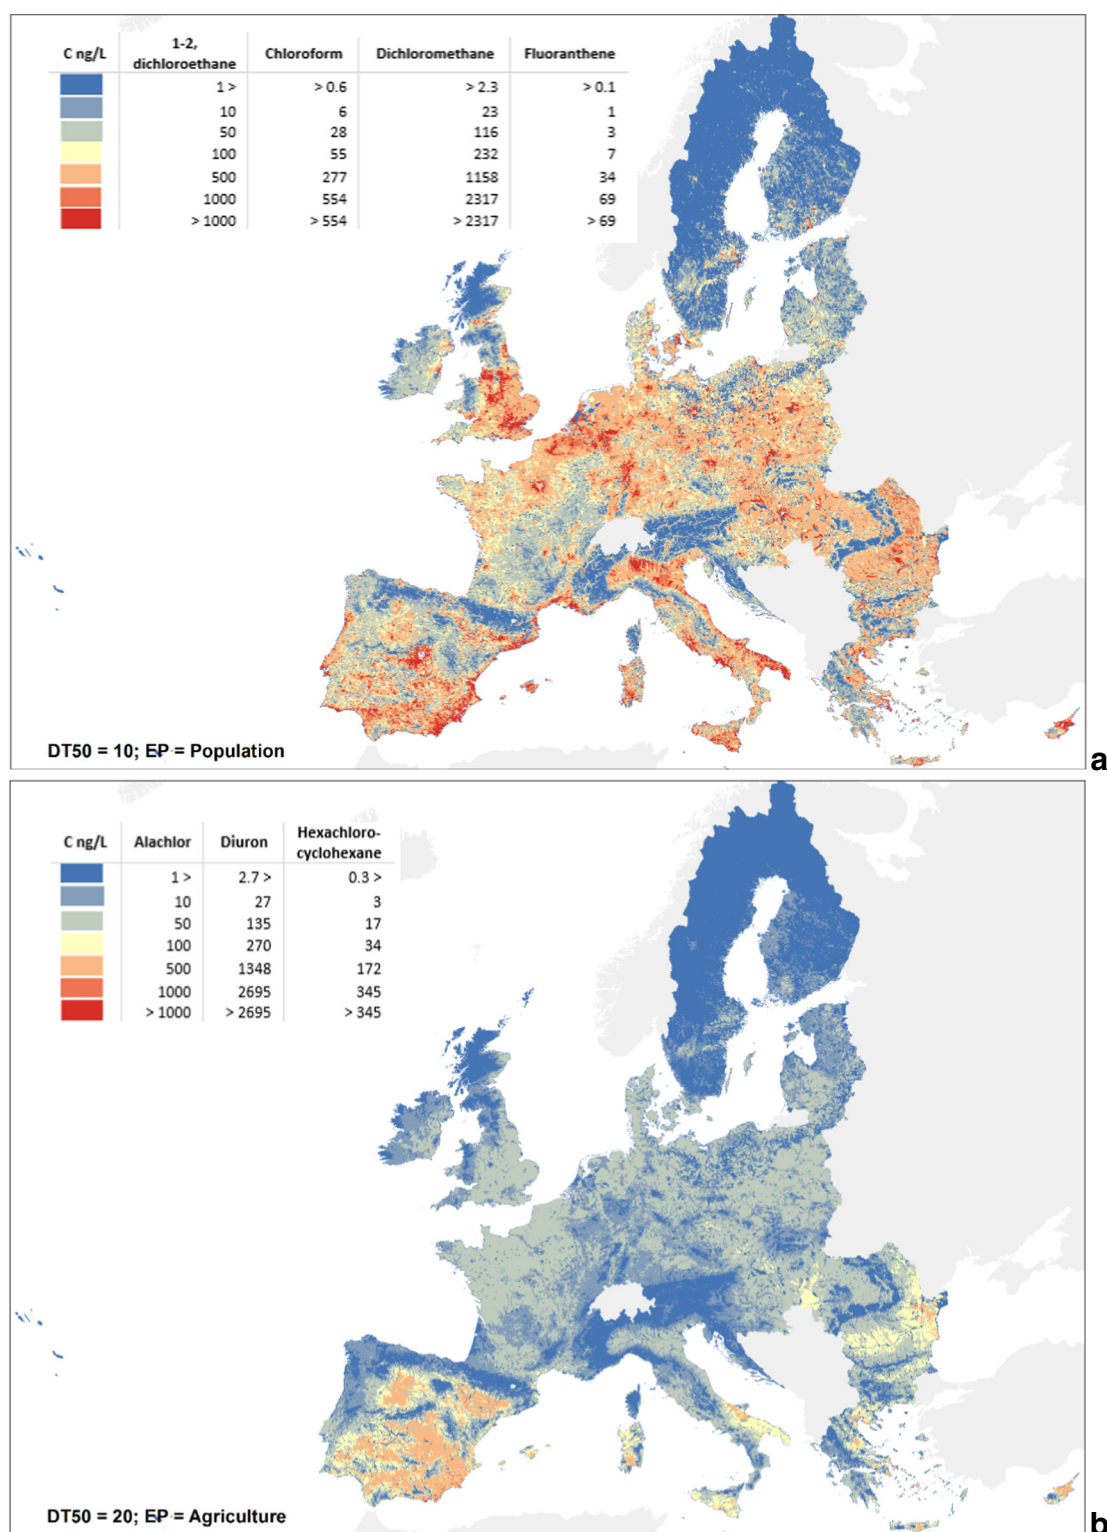 C ng/L 1-2, dichloroethane Chloroform Dichloromethane Fluoranthene
1 > > 0.6 > 2.3 > 0.1
10 6 23 1
50 28 116 3
100 55 232 7
500 277 1158 34
1000 554 2317 69
> 1000 > 554 > 2317 > 69
DT50 = 10; EP = Population
a
C ng/L Alachlor Diuron Hexachloro-cyclohexane
1 > 2.7 > 0.3 >
10 27 3
50 135 17
100 270 34
500 1348 172
1000 2695 345
> 1000 > 2695 > 345
DT50 = 20; EP = Agriculture
b